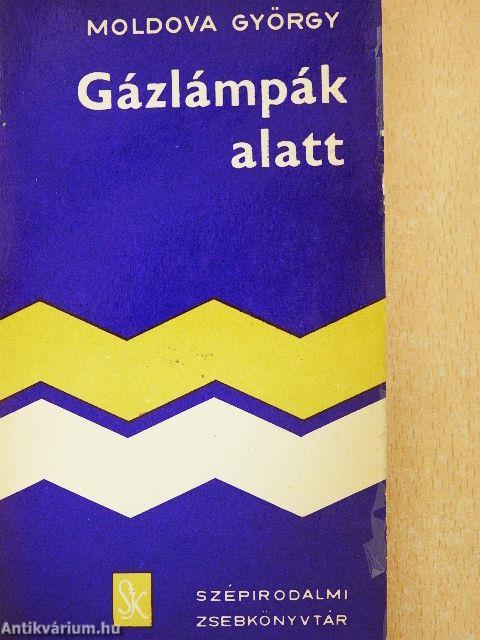 MOLDOVA GYÖRGY
Gázlámpák
alatt
SK
SZÉPIRODALMI
ZSEBKÖNYVTÁR
Antikvárium.hu